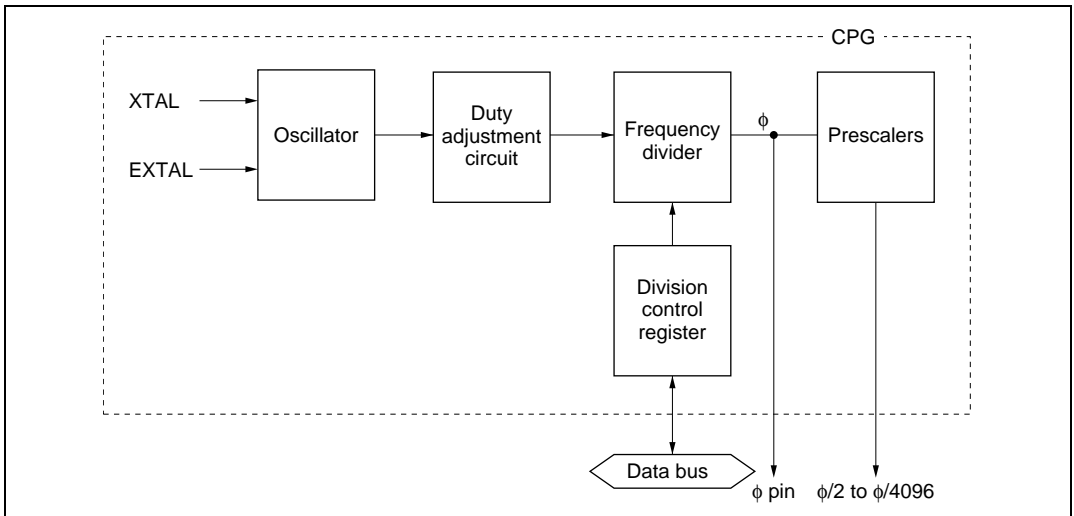 CPG
XTAL
EXTAL
Oscillator
Duty
adjustment
circuit
Frequency
divider
ϕ
Prescalers
Division
control
register
Data bus
ϕ pin
ϕ/2 to ϕ/4096